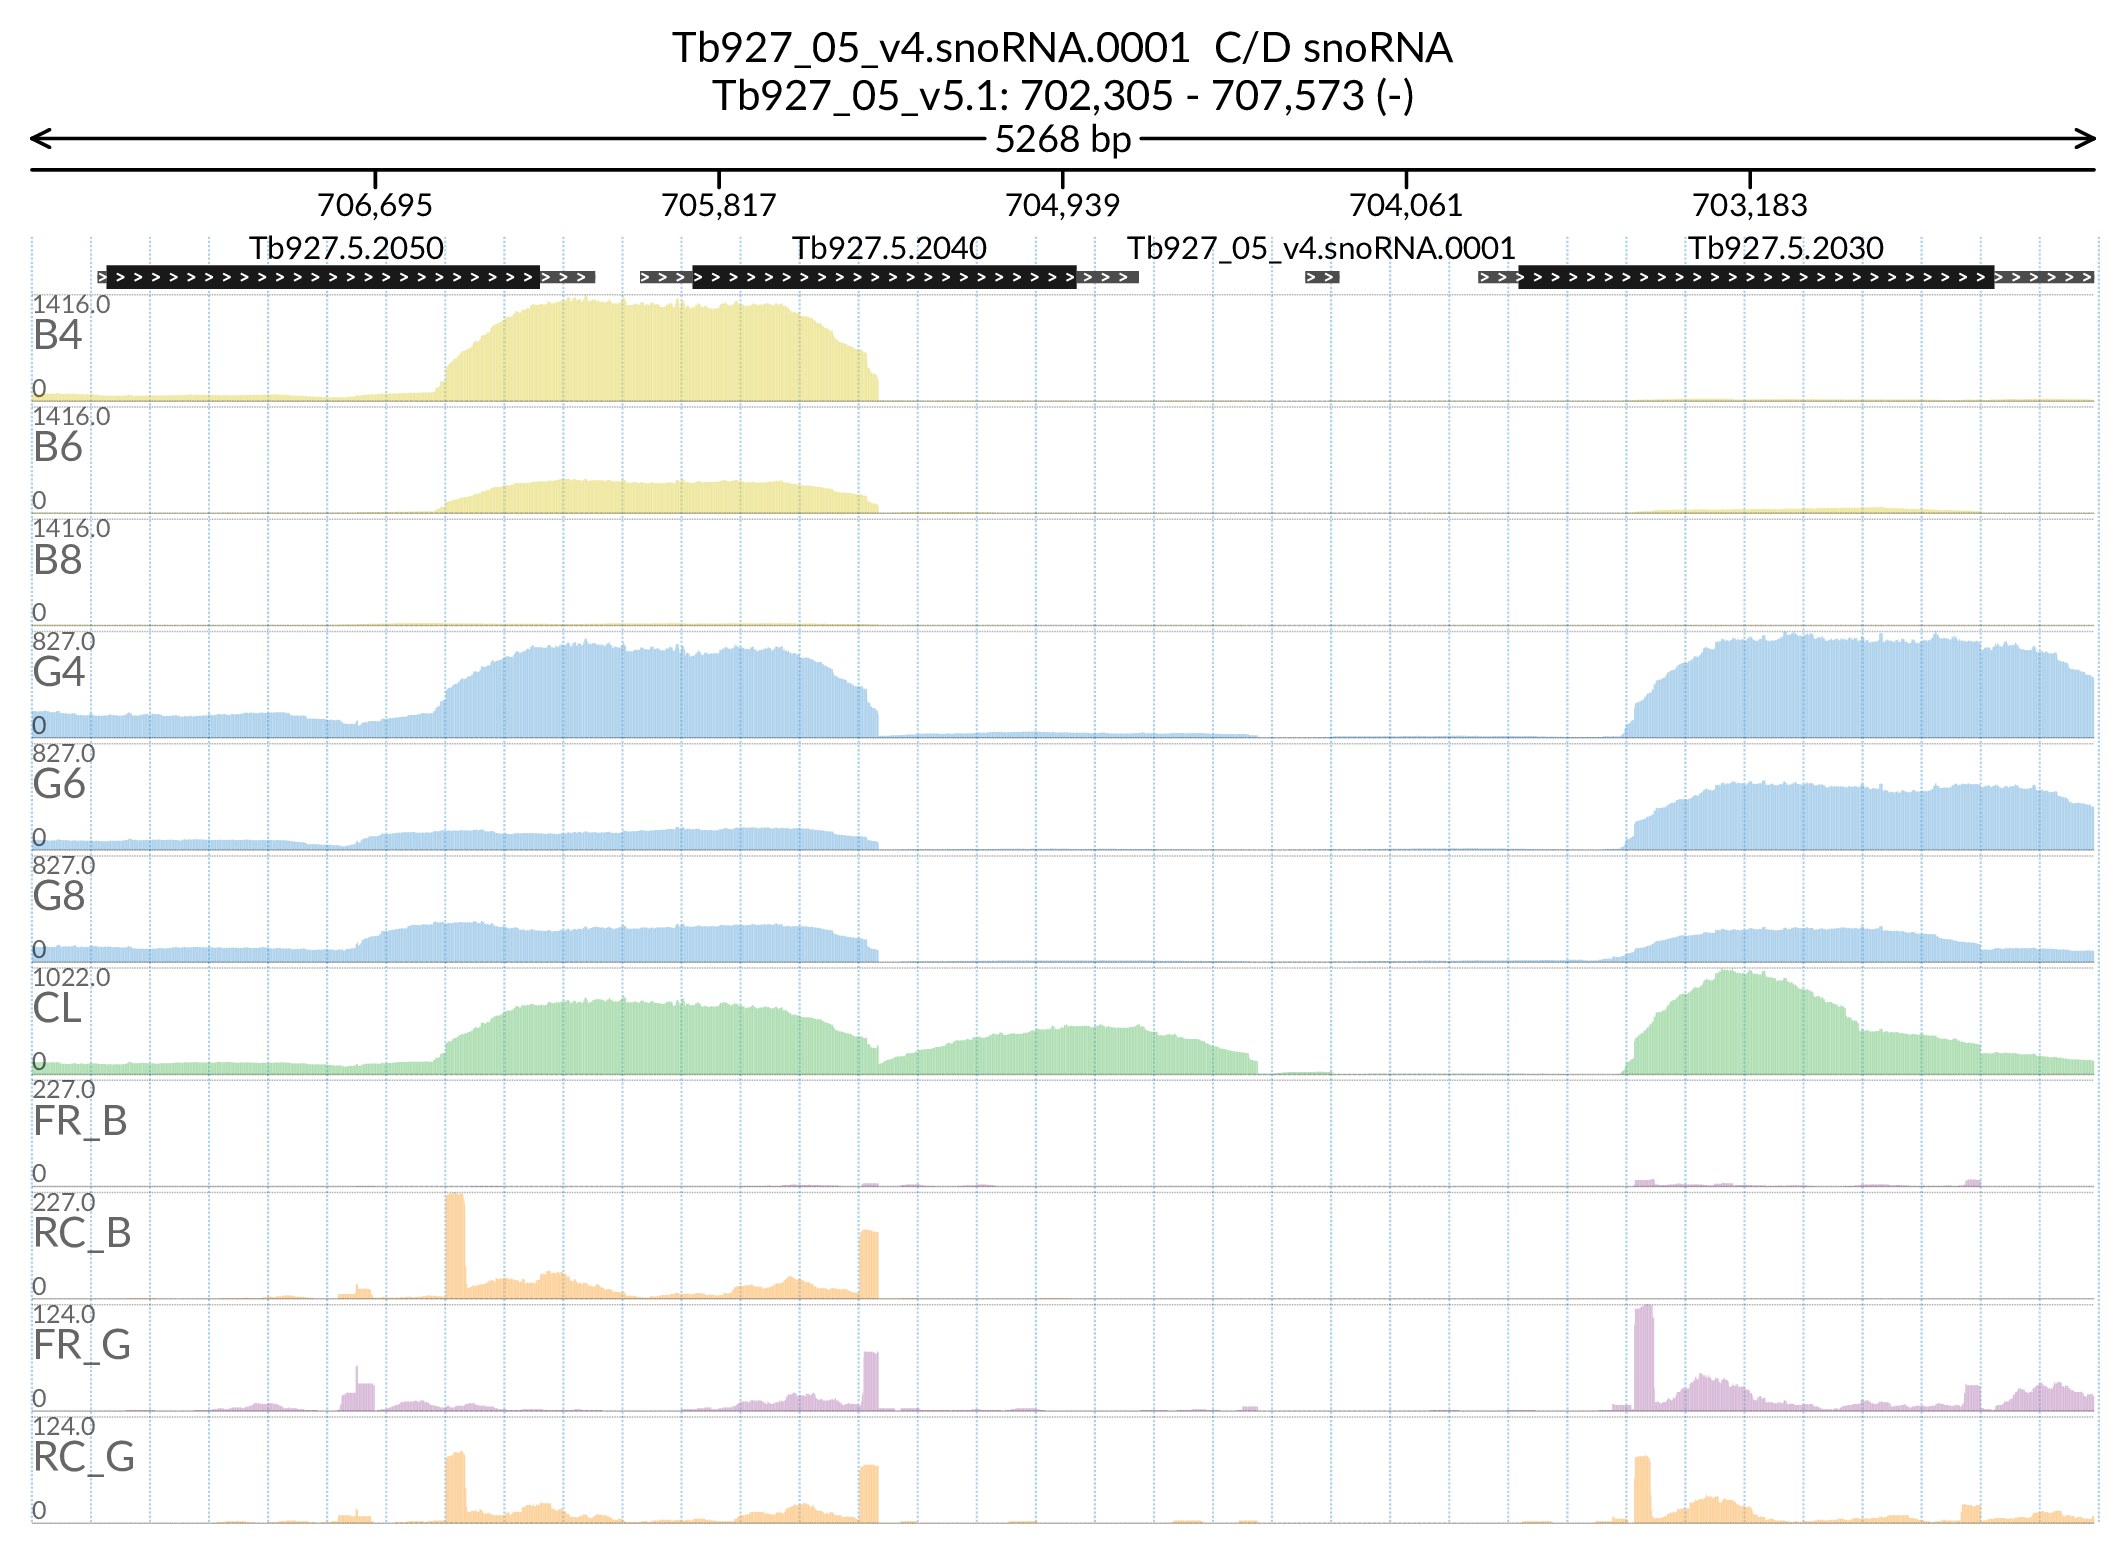 Tb927_05_v4.snoRNA.0001 C/D snoRNA
Tb927_05_v5.1: 702,305 - 707,573 (-)
5268 bp
706,695 705,817 704,939 704,061 703,183
Tb927.5.2050 Tb927.5.2040 Tb927_05_v4.snoRNA.0001 Tb927.5.2030
1416.0
B4
0
1416.0
B6
0
1416.0
B8
0
827.0
G4
0
827.0
G6
0
827.0
G8
0
1022.0
CL
0
227.0
FR_B
0
227.0
RC_B
0
124.0
FR_G
0
124.0
RC_G
0